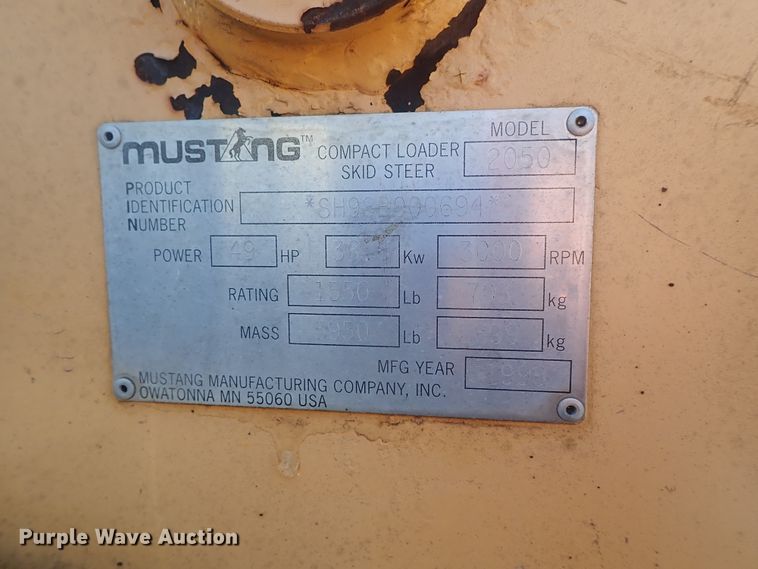 MUSTANG™ COMPACT LOADER SKID STEER MODEL 2050
PRODUCT IDENTIFICATION NUMBER
POWER 49 HP Kw 3000 RPM
RATING 1550 Lb kg
MASS Lb kg
MFG YEAR
MUSTANG MANUFACTURING COMPANY, INC.
OWATONNA MN 55060 USA
Purple Wave Auction